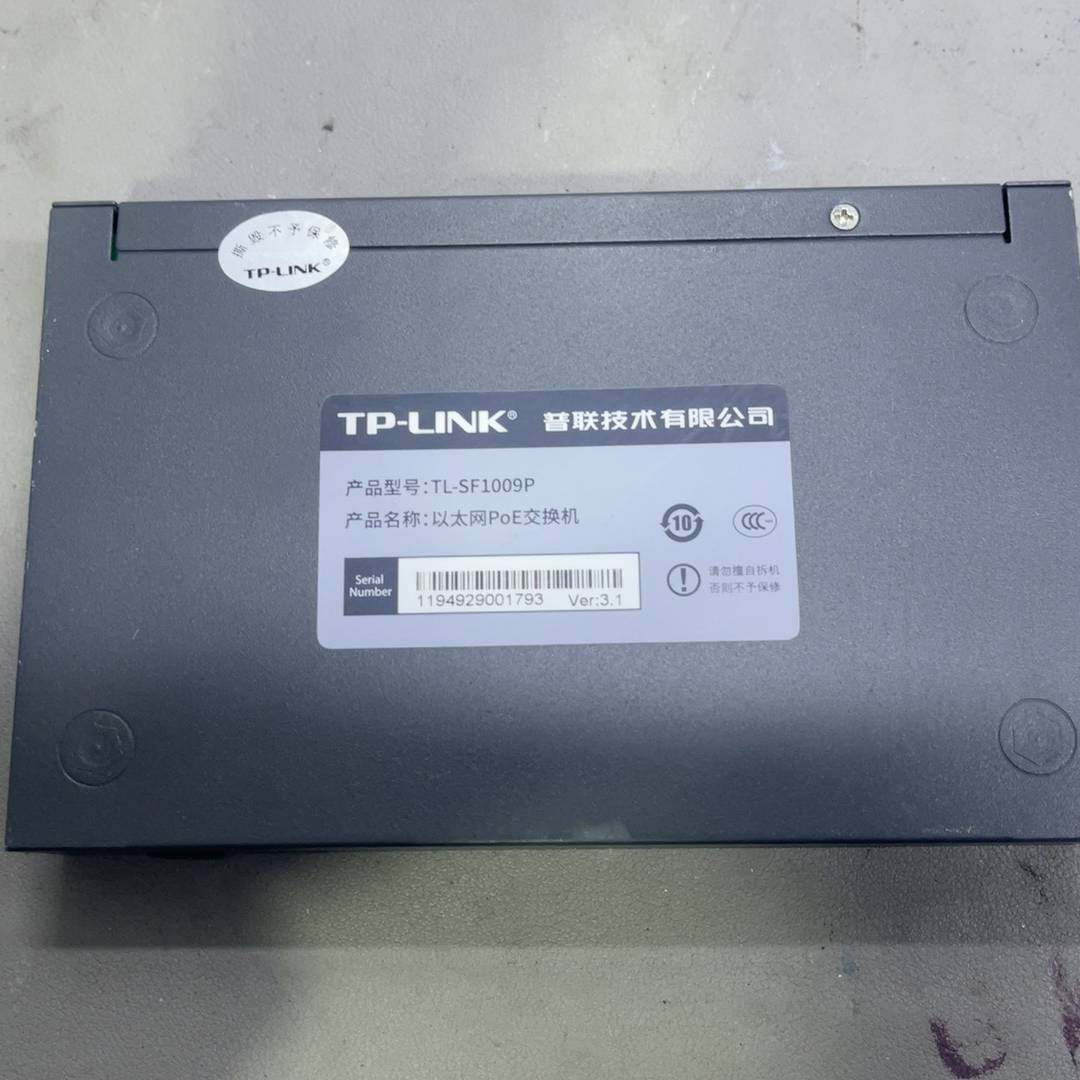 撕毁不予保修
TP-LINK®
TP-LINK® 普联技术有限公司
产品型号:TL-SF1009P
产品名称:以太网PoE交换机
10
CCC
Serial
Number
1194929001793 Ver:3.1
请勿擅自拆机
否则不予保修